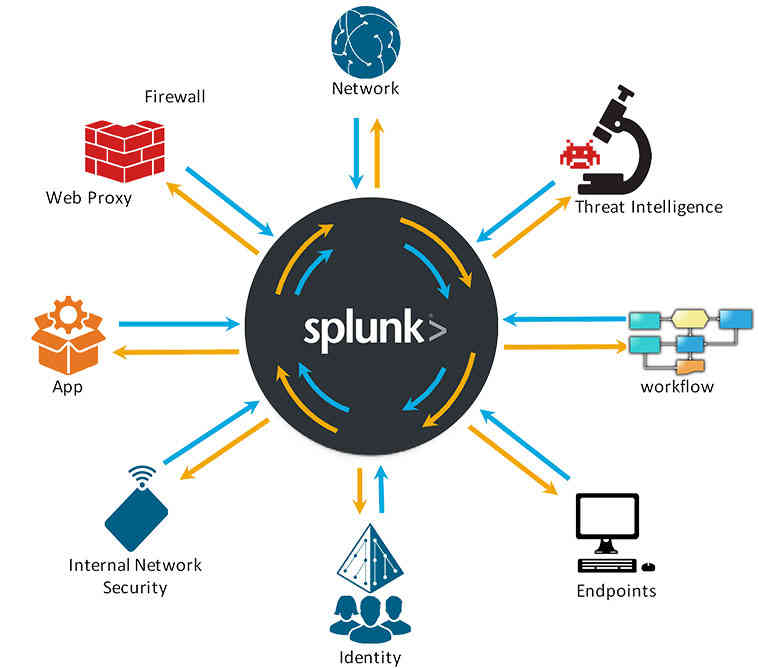 Network
Firewall
Web Proxy
Threat Intelligence
splunk>
App
workflow
Internal Network
Security
Endpoints
Identity